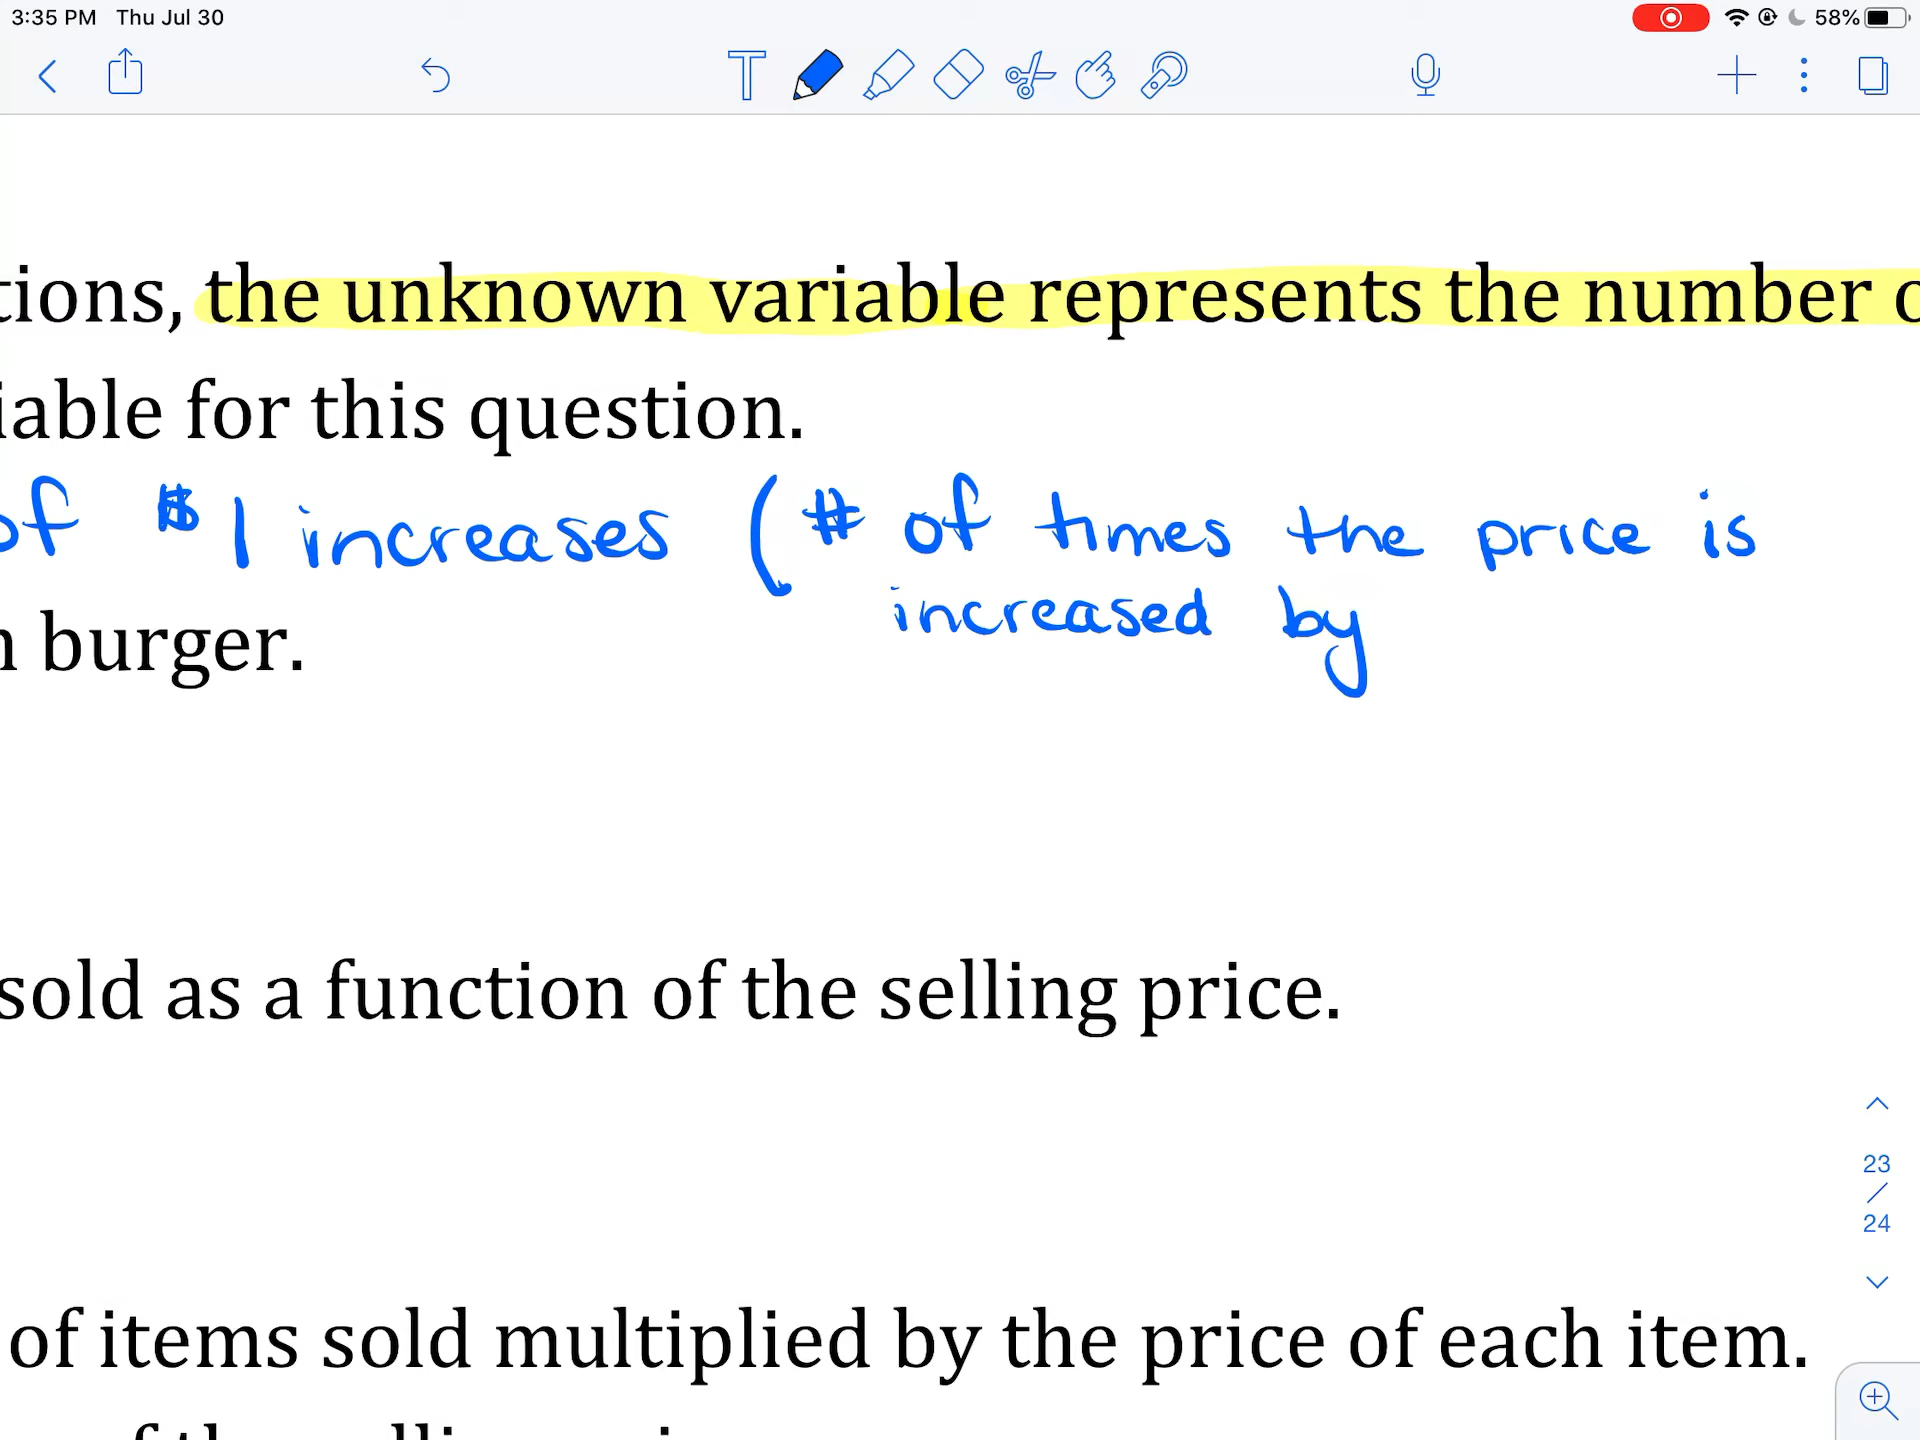 3:35 PM Thu Jul 30 58%
tions, the unknown variable represents the number
iable for this question.
of $1 increases (# of times the price is
increased by
burger.
sold as a function of the selling price.
23
/
24
of items sold multiplied by the price of each item.